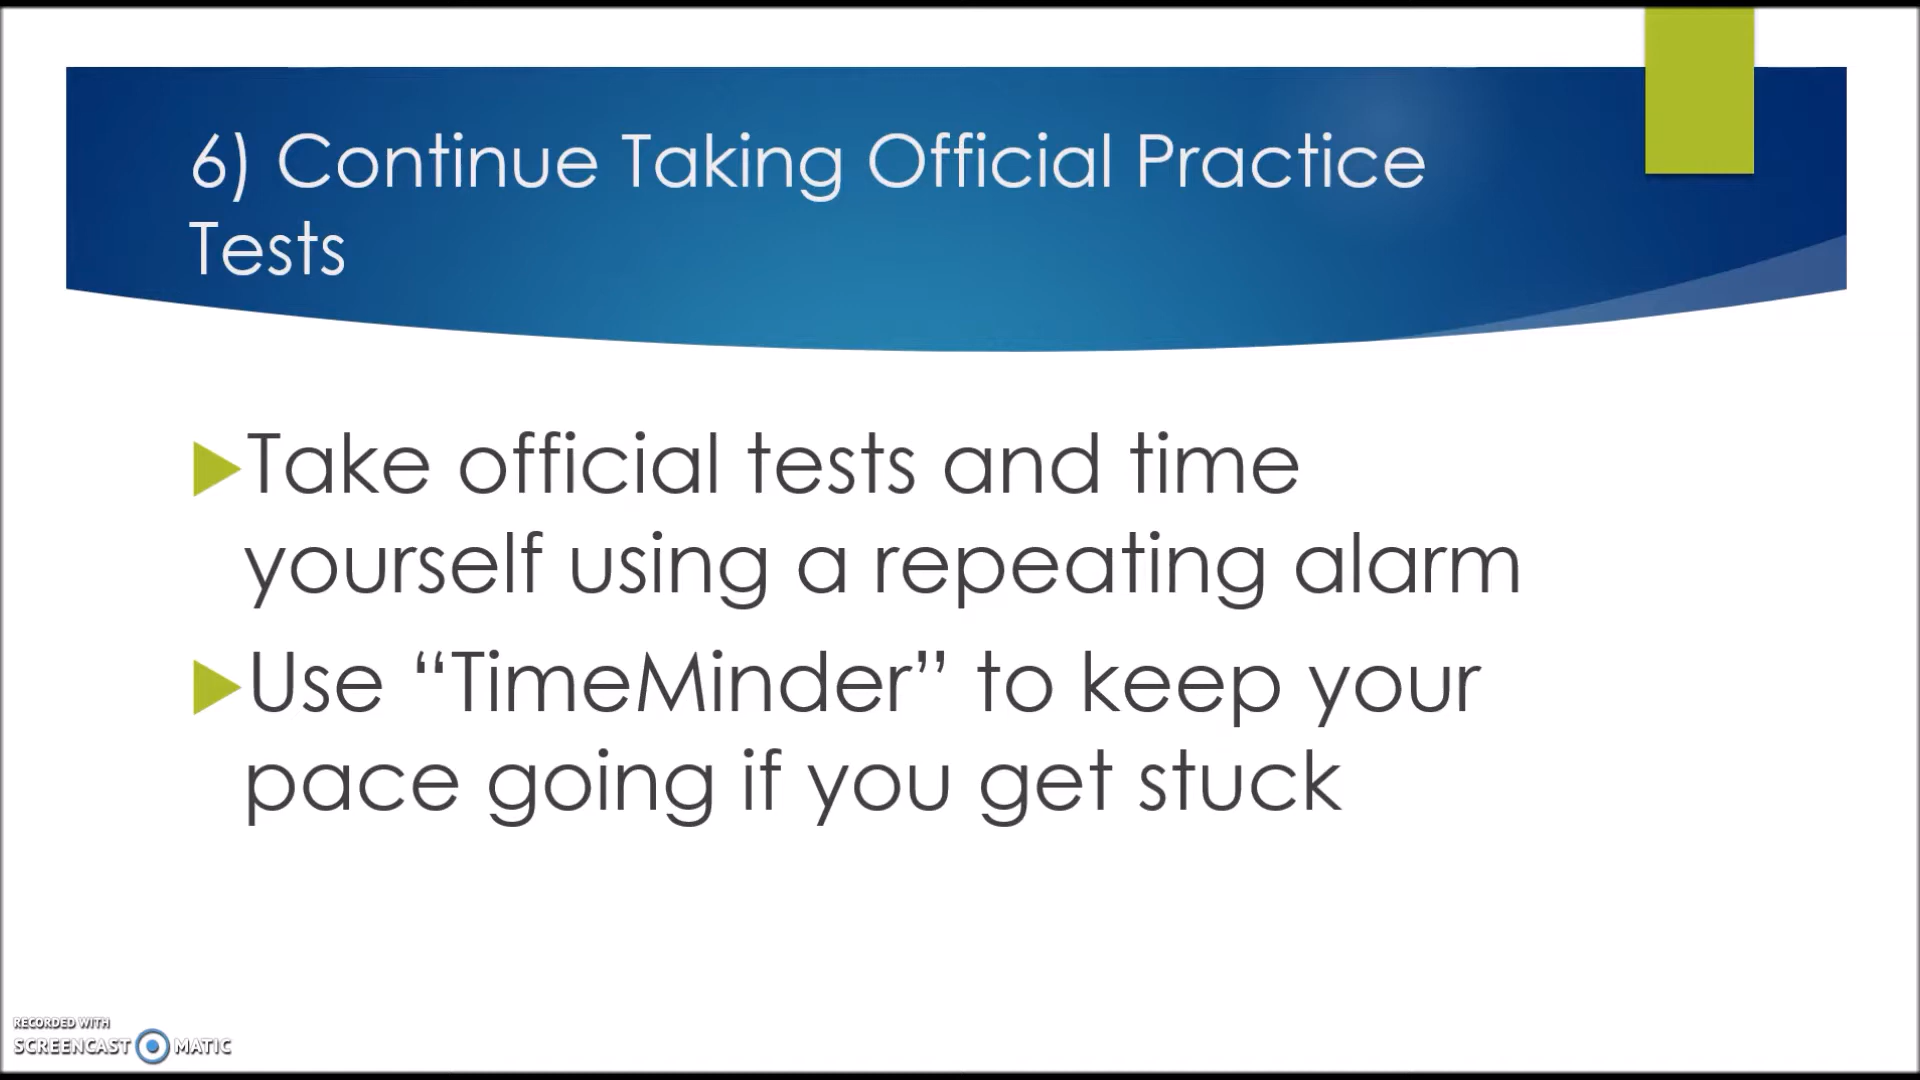 6) Continue Taking Official Practice
Tests
Take official tests and time
yourself using a repeating alarm
Use “TimeMinder” to keep your
pace going if you get stuck
RECORDED WITH
SCREENCAST MATIC